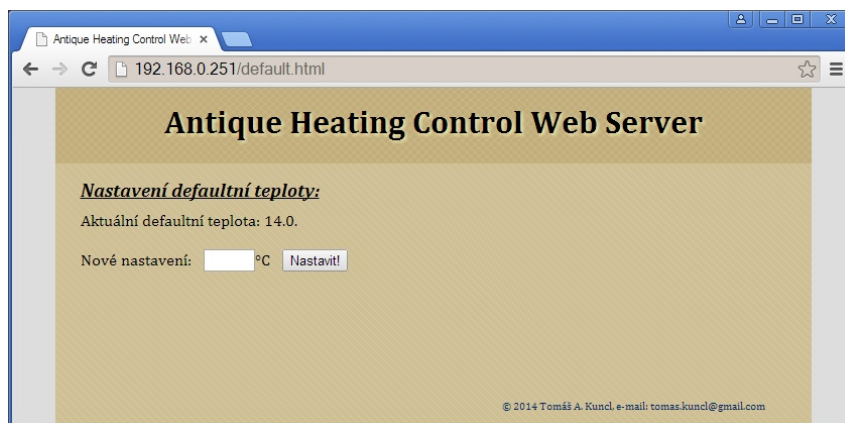 Antique Heating Control Web
192.168.0.251/default.html
Antique Heating Control Web Server
Nastavení defaultní teploty:
Aktuální defaultní teplota: 14.0.
Nové nastavení: °C Nastavit!
© 2014 Tomáš A. Kuncl, e-mail: tomas.kuncl@gmail.com